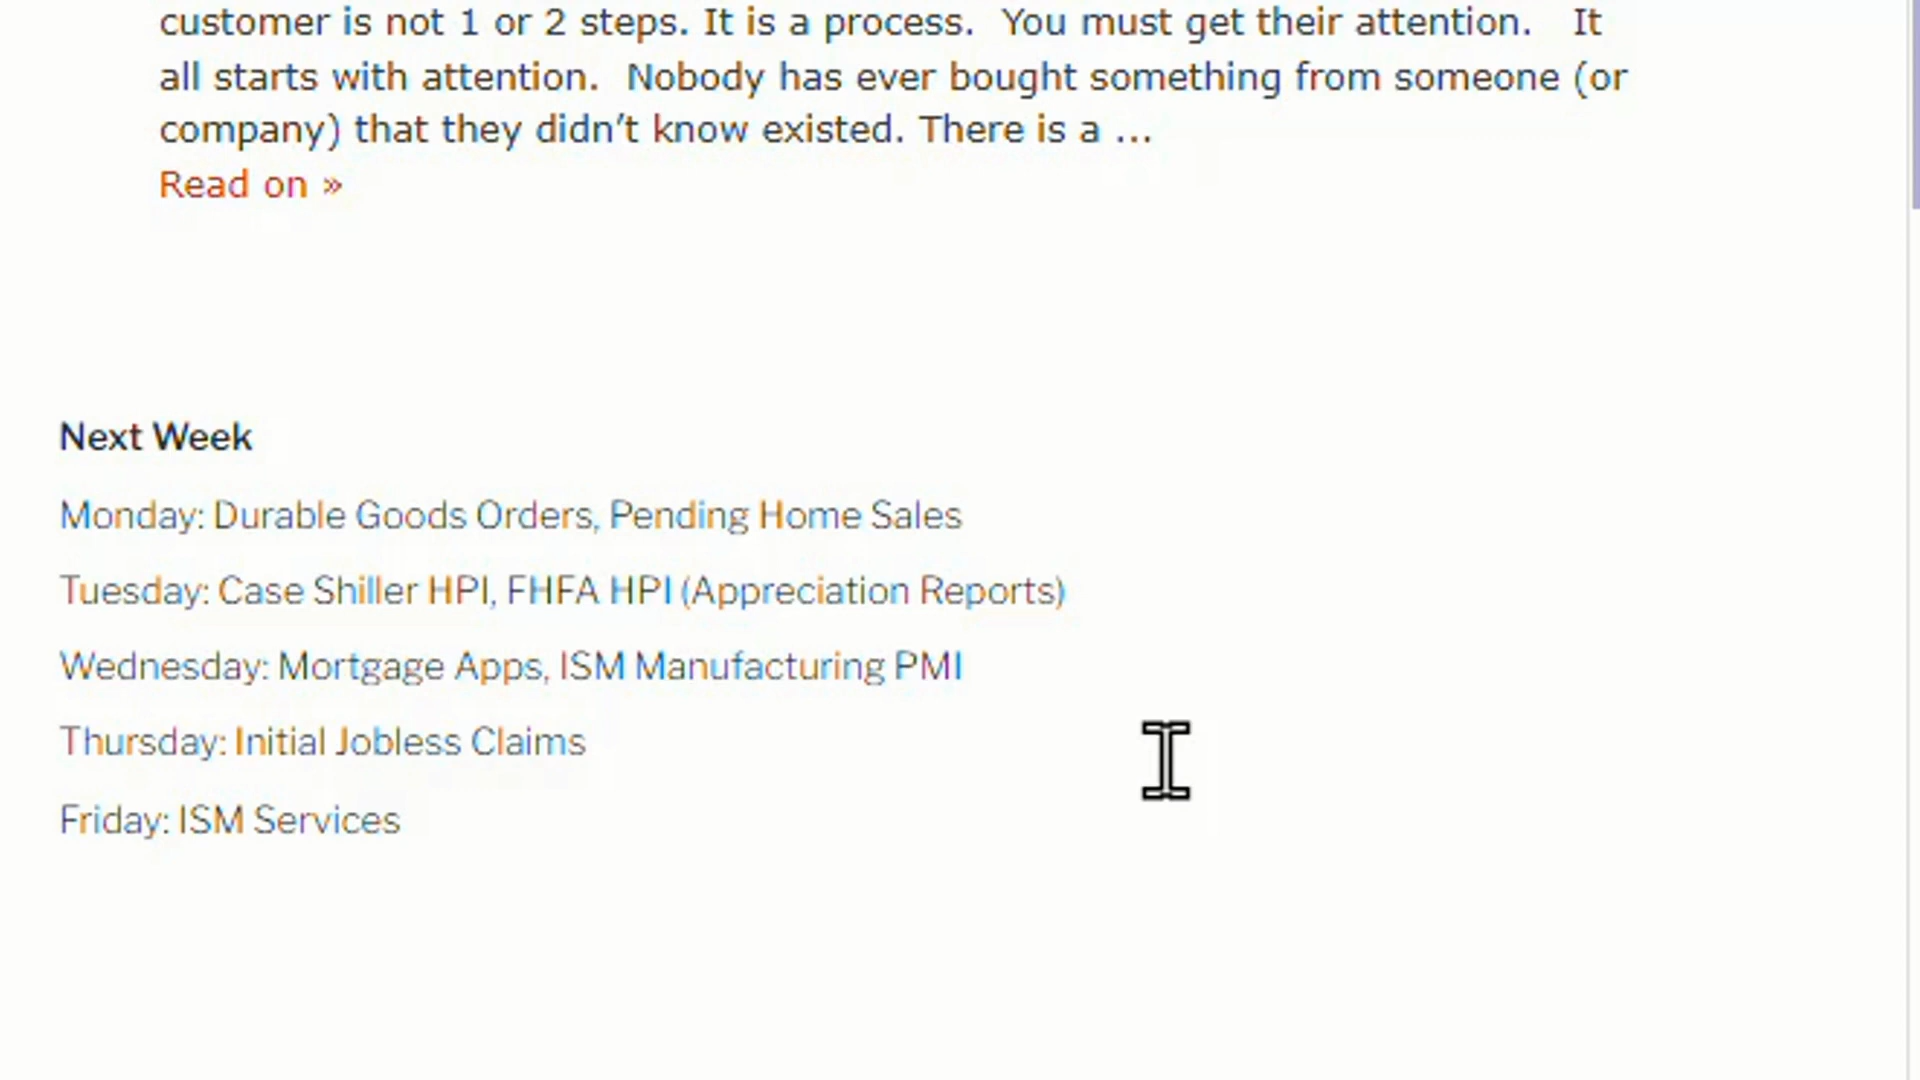 customer is not 1 or 2 steps. It is a process.  You must get their attention.   It
all starts with attention.  Nobody has ever bought something from someone (or
company) that they didn’t know existed. There is a ...
Read on »
Next Week
Monday: Durable Goods Orders, Pending Home Sales
Tuesday: Case Shiller HPI, FHFA HPI (Appreciation Reports)
Wednesday: Mortgage Apps, ISM Manufacturing PMI
Thursday: Initial Jobless Claims
Friday: ISM Services